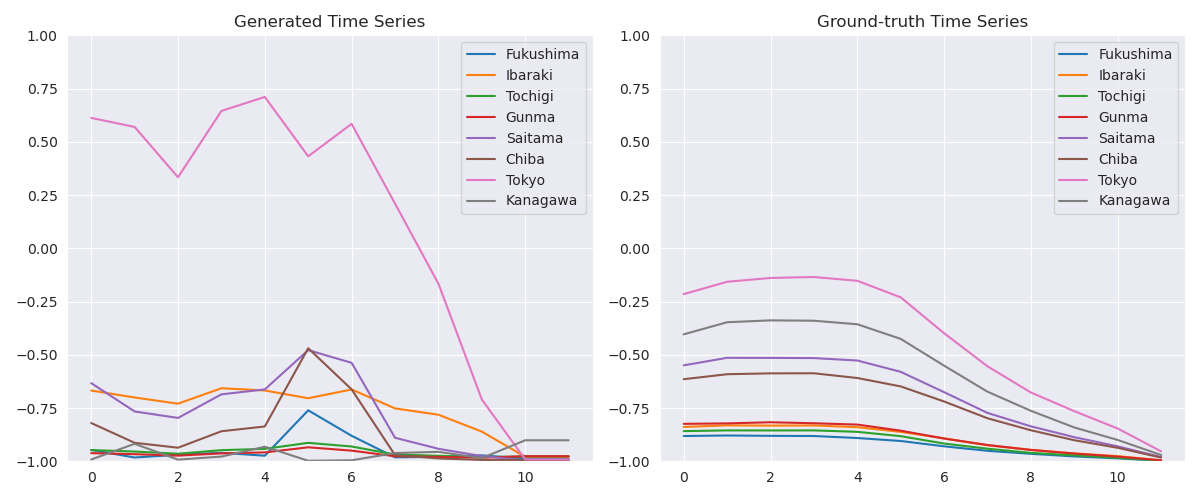 Generated Time Series
1.00
0.75
0.50
0.25
0.00
−0.25
−0.50
−0.75
−1.00
0 2 4 6 8 10
Fukushima
Ibaraki
Tochigi
Gunma
Saitama
Chiba
Tokyo
Kanagawa
Ground-truth Time Series
1.00
0.75
0.50
0.25
0.00
−0.25
−0.50
−0.75
−1.00
0 2 4 6 8 10
Fukushima
Ibaraki
Tochigi
Gunma
Saitama
Chiba
Tokyo
Kanagawa